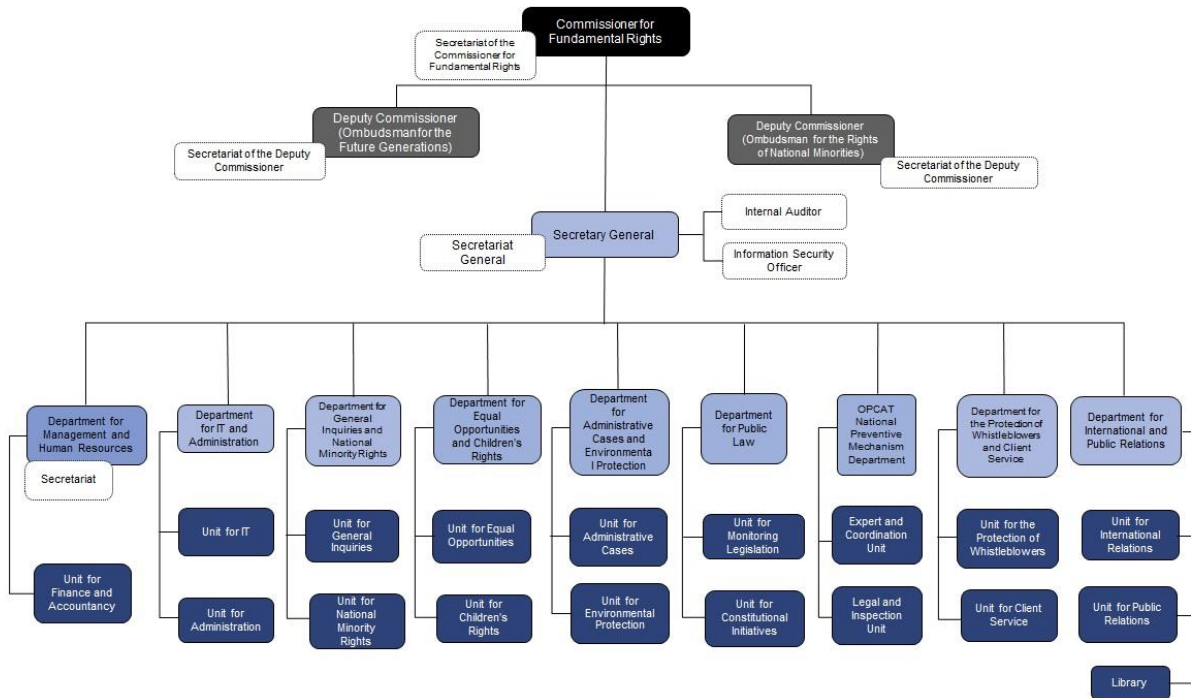 Commissioner for
Fundamental Rights
Secretariat of the
Commissioner for
Fundamental Rights
Deputy Commissioner
(Ombudsman for the
Future Generations)
Secretariat of the Deputy
Commissioner
Deputy Commissioner
(Ombudsman for the Rights
of National Minorities)
Secretariat of the Deputy
Commissioner
Internal Auditor
Secretary General
Secretariat
General
Information Security
Officer
Department for
Management and
Human Resources
Secretariat
Department
for IT and
Administration
Department for
General
Inquiries and
National
Minority Rights
Department for
Equal
Opportunities
and Children's
Rights
Department
for
Administrative
Cases and
Environmenta
l Protection
Department
for Public
Law
OPCAT
National
Preventive
Mechanism
Department
Department for
the Protection of
Whistleblowers
and Client
Service
Department for
International and
Public Relations
Unit for IT
Unit for
General
Inquiries
Unit for Equal
Opportunities
Unit for
Administrative
Cases
Unit for
Monitoring
Legislation
Expert and
Coordination
Unit
Unit for the
Protection of
Whistleblowers
Unit for
International
Relations
Unit for
Finance and
Accountancy
Unit for
Administration
Unit for
National
Minority
Rights
Unit for
Children's
Rights
Unit for
Environmental
Protection
Unit for
Constitutional
Initiatives
Legal and
Inspection
Unit
Unit for Client
Service
Unit for Public
Relations
Library